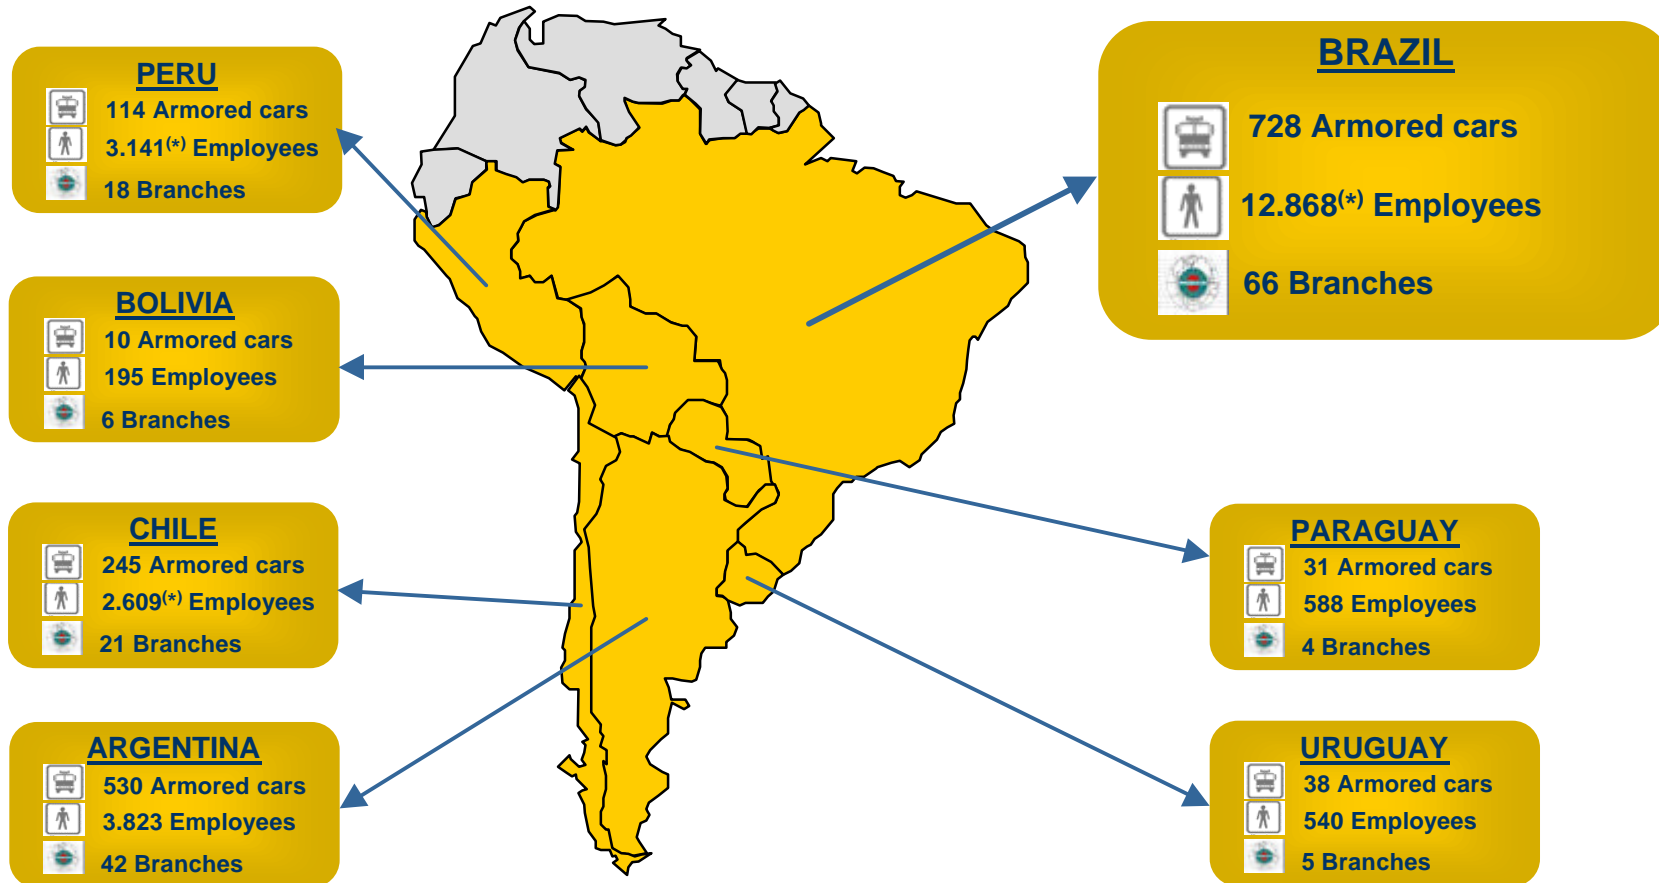 PERU
114 Armored cars
3.141(*) Employees
18 Branches
BOLIVIA
10 Armored cars
195 Employees
6 Branches
CHILE
245 Armored cars
2.609(*) Employees
21 Branches
ARGENTINA
530 Armored cars
3.823 Employees
42 Branches
BRAZIL
728 Armored cars
12.868(*) Employees
66 Branches
PARAGUAY
31 Armored cars
588 Employees
4 Branches
URUGUAY
38 Armored cars
540 Employees
5 Branches